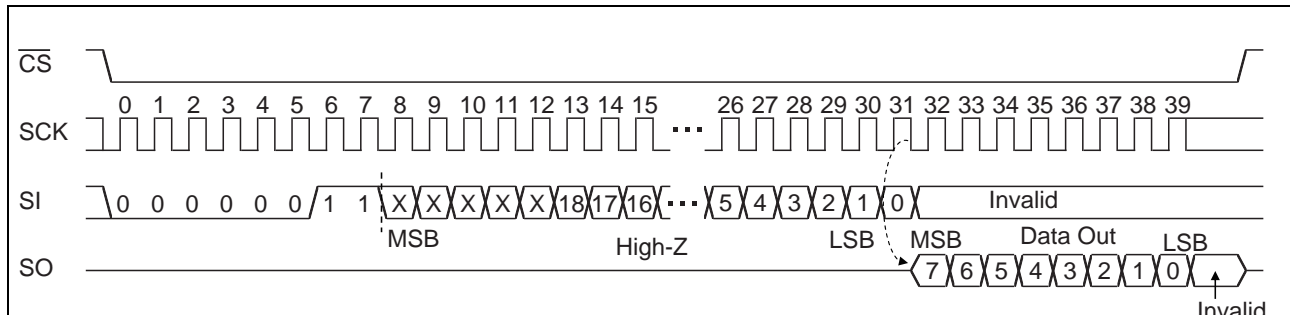 CS
0 1 2 3 4 5 6 7 8 9 10 11 12 13 14 15 26 27 28 29 30 31 32 33 34 35 36 37 38 39
SCK
SI 0 0 0 0 0 0 1 1 X X X X X 18 17 16 5 4 3 2 1 0 Invalid
MSB High-Z LSB MSB Data Out LSB
SO 7 6 5 4 3 2 1 0
Invalid